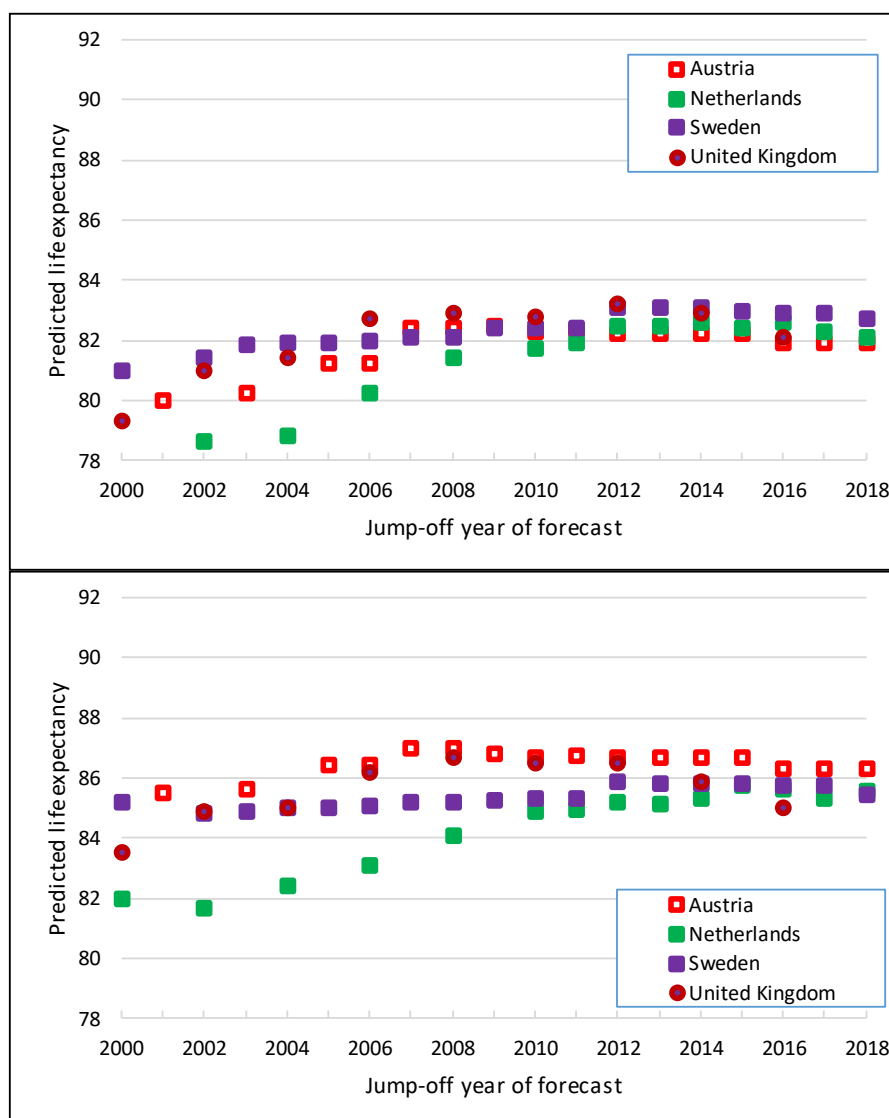 92
90
88
86
84
82
80
78
Predicted life expectancy
Austria
Netherlands
Sweden
United Kingdom
2000 2002 2004 2006 2008 2010 2012 2014 2016 2018
Jump-off year of forecast
92
90
88
86
84
82
80
78
Predicted life expectancy
Austria
Netherlands
Sweden
United Kingdom
2000 2002 2004 2006 2008 2010 2012 2014 2016 2018
Jump-off year of forecast